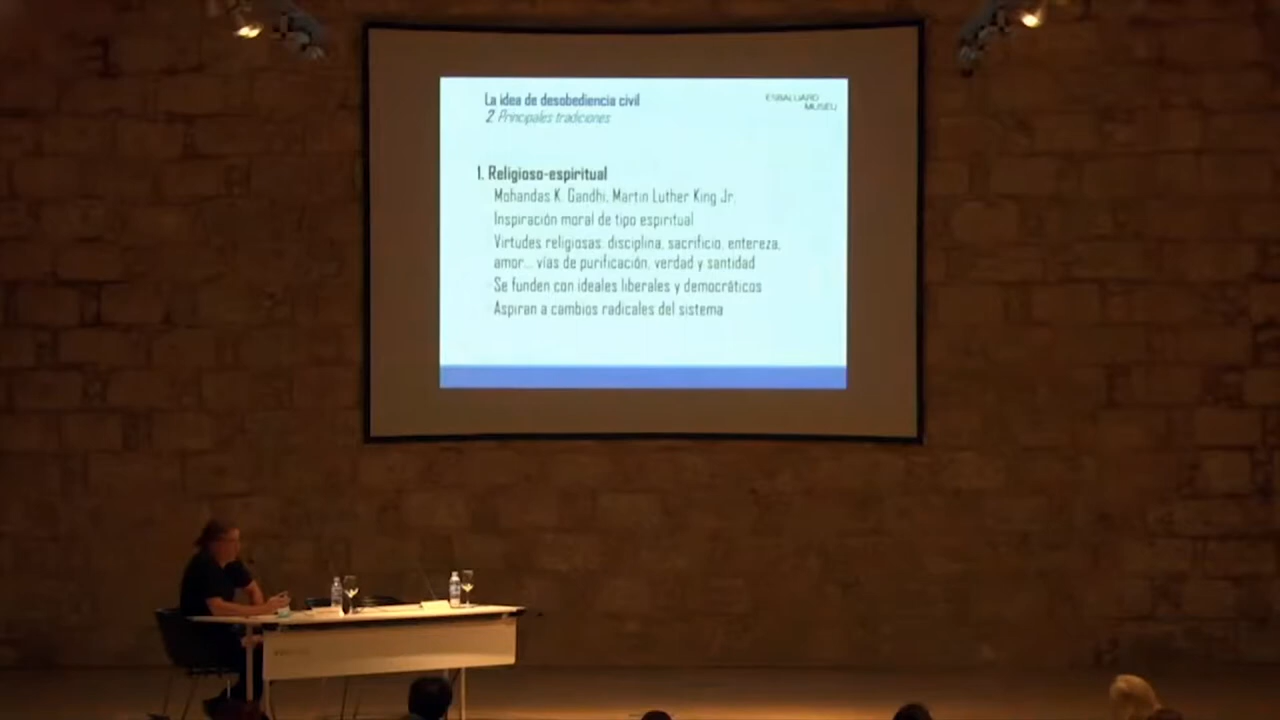 La idea de desobediencia civil
2 Principales tradiciones
ESBALUARD
MUSEU
1. Religioso-espiritual
Mohandas K. Gandhi, Martin Luther King Jr.
Inspiración moral de tipo espiritual
Virtudes religiosas: disciplina, sacrificio, entereza,
amor... vías de purificación, verdad y santidad
Se funden con ideales liberales y democráticos
Aspiran a cambios radicales del sistema